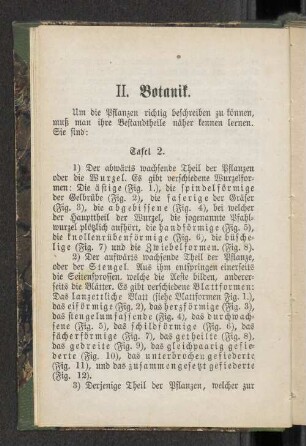 II. Botanik.
Um die Pflanzen richtig beschreiben zu können,
muß man ihre Bestandtheile näher kennen lernen.
Sie sind:
Tafel 2.
1) Der abwärts wachsende Theil der Pflanzen
oder die Wurzel. Es gibt verschiedene Wurzelfor-
men: Die ästige (Fig. 1.), die spindelförmige
der Gelbrübe (Fig. 2), die faserige der Gräser
(Fig. 3), die abgebissene (Fig. 4), bei welcher
der Haupttheil der Wurzel, die sogenannte Pfahl-
wurzel plötzlich aufhört, die handförmige (Fig. 5),
die knollenrübenförmige (Fig. 6), die büsche-
lige (Fig. 7) und die Zwiebelformen. (Fig. 8).
2) Der aufwärts wachsende Theil der Pflanze,
oder der Stengel. Aus ihm entspringen einerseits
die Seitensprossen, welche die Aeste bilden, anderer-
seits die Blätter. Es gibt verschiedene Blattformen:
Das lanzettliche Blatt (siehe Blattformen Fig. 1.),
das eiförmige (Fig. 2), das herzförmige (Fig. 3),
das stengelumfassende (Fig. 4), das durchwach-
sene (Fig. 5), das schildförmige (Fig. 6), das
fächerförmige (Fig. 7), das getheilte (Fig. 8),
das gedreite (Fig. 9), das gleichpaarig gefie-
derte (Fig. 10), das unterbrochen gefiederte
(Fig. 11), und das zusammengesetzt gefiederte
(Fig. 12).
3) Derjenige Theil der Pflanzen, welcher zur